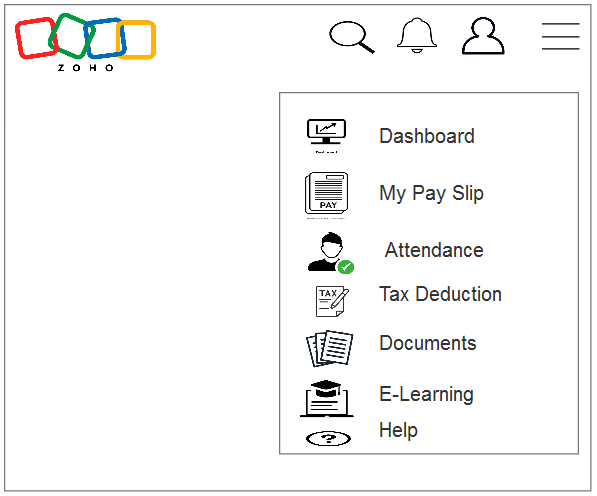 ZOHO
Dashboard
PAY
My Pay Slip
Attendance
TAX
Tax Deduction
Documents
E-Learning
?
Help